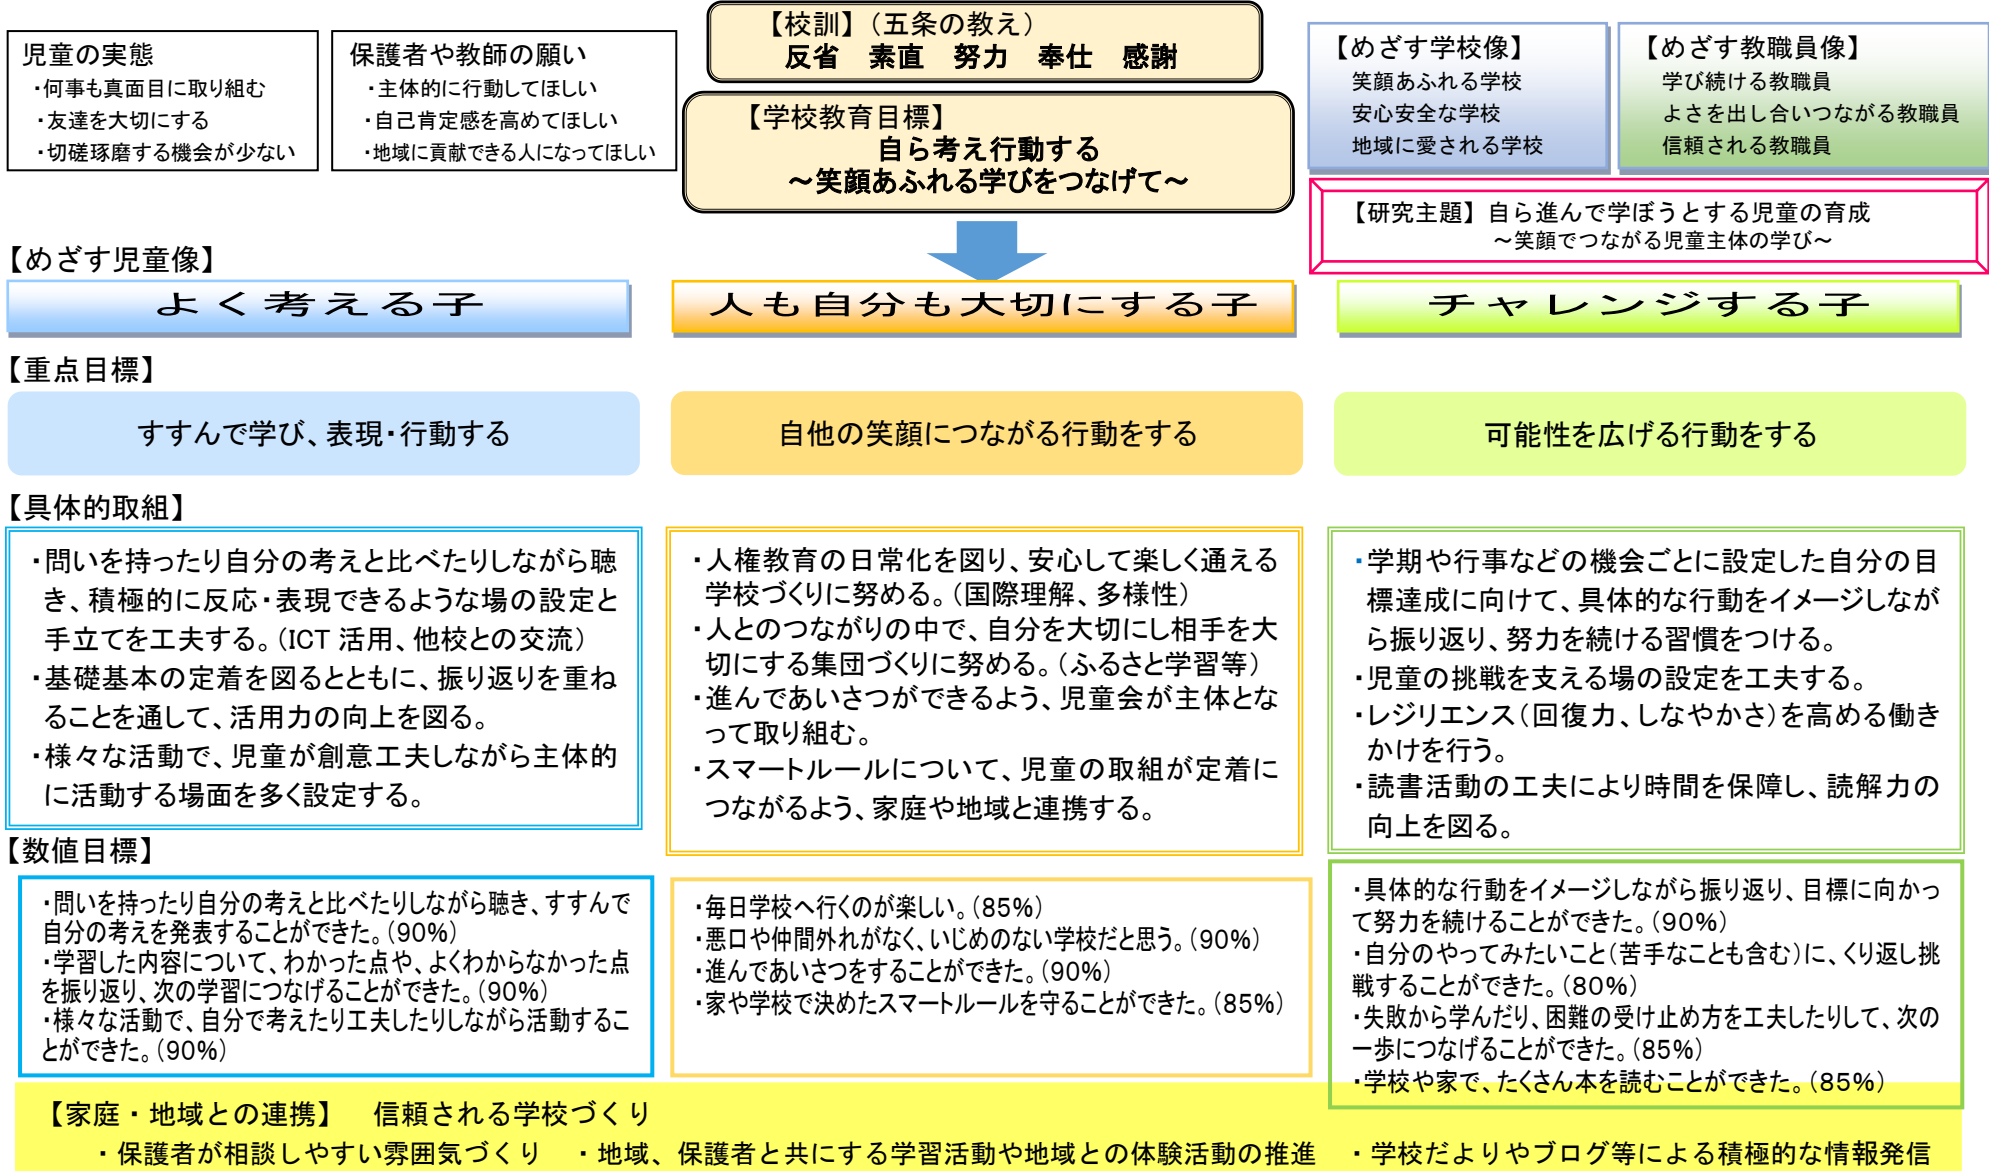 児童の実態
・何事も真面目に取り組む
・友達を大切にする
・切磋琢磨する機会が少ない
保護者や教師の願い
・主体的に行動してほしい
・自己肯定感を高めてほしい
・地域に貢献できる人になってほしい
【校訓】（五条の教え）
反省　素直　努力　奉仕　感謝
【学校教育目標】
自ら考え行動する
～笑顔あふれる学びをつなげて～
【めざす学校像】
笑顔あふれる学校
安心安全な学校
地域に愛される学校
【めざす教職員像】
学び続ける教職員
よさを出し合いつながる教職員
信頼される教職員
【研究主題】自ら進んで学ぼうとする児童の育成
～笑顔でつながる児童主体の学び～
【めざす児童像】
よく考える子
人も自分も大切にする子
チャレンジする子
【重点目標】
すすんで学び、表現・行動する
自他の笑顔につながる行動をする
可能性を広げる行動をする
【具体的取組】
・問いを持ったり自分の考えと比べたりしながら聴
き、積極的に反応・表現できるような場の設定と
手立てを工夫する。（ICT 活用、他校との交流）
・基礎基本の定着を図るとともに、振り返りを重ね
ることを通して、活用力の向上を図る。
・様々な活動で、児童が創意工夫しながら主体的
に活動する場面を多く設定する。
・人権教育の日常化を図り、安心して楽しく通える
学校づくりに努める。（国際理解、多様性）
・人とのつながりの中で、自分を大切にし相手を大
切にする集団づくりに努める。（ふるさと学習等）
・進んであいさつができるよう、児童会が主体とな
って取り組む。
・スマートルールについて、児童の取組が定着に
つながるよう、家庭や地域と連携する。
・学期や行事などの機会ごとに設定した自分の目
標達成に向けて、具体的な行動をイメージしなが
ら振り返り、努力を続ける習慣をつける。
・児童の挑戦を支える場の設定を工夫する。
・レジリエンス（回復力、しなやかさ）を高める働き
かけを行う。
・読書活動の工夫により時間を保障し、読解力の
向上を図る。
【数値目標】
・問いを持ったり自分の考えと比べたりしながら聴き、すすんで
自分の考えを発表することができた。（90%）
・学習した内容について、わかった点や、よくわからなかった点
を振り返り、次の学習につなげることができた。（90%）
・様々な活動で、自分で考えたり工夫したりしながら活動するこ
とができた。（90%）
・毎日学校へ行くのが楽しい。（85%）
・悪口や仲間外れがなく、いじめのない学校だと思う。（90%）
・進んであいさつをすることができた。（90%）
・家や学校で決めたスマートルールを守ることができた。（85%）
・具体的な行動をイメージしながら振り返り、目標に向かっ
て努力を続けることができた。（90%）
・自分のやってみたいこと（苦手なことも含む）に、くり返し挑
戦することができた。（80%）
・失敗から学んだり、困難の受け止め方を工夫したりして、次の
一歩につなげることができた。（85%）
・学校や家で、たくさん本を読むことができた。（85%）
【家庭・地域との連携】　信頼される学校づくり
・保護者が相談しやすい雰囲気づくり　・地域、保護者と共にする学習活動や地域との体験活動の推進　・学校だよりやブログ等による積極的な情報発信